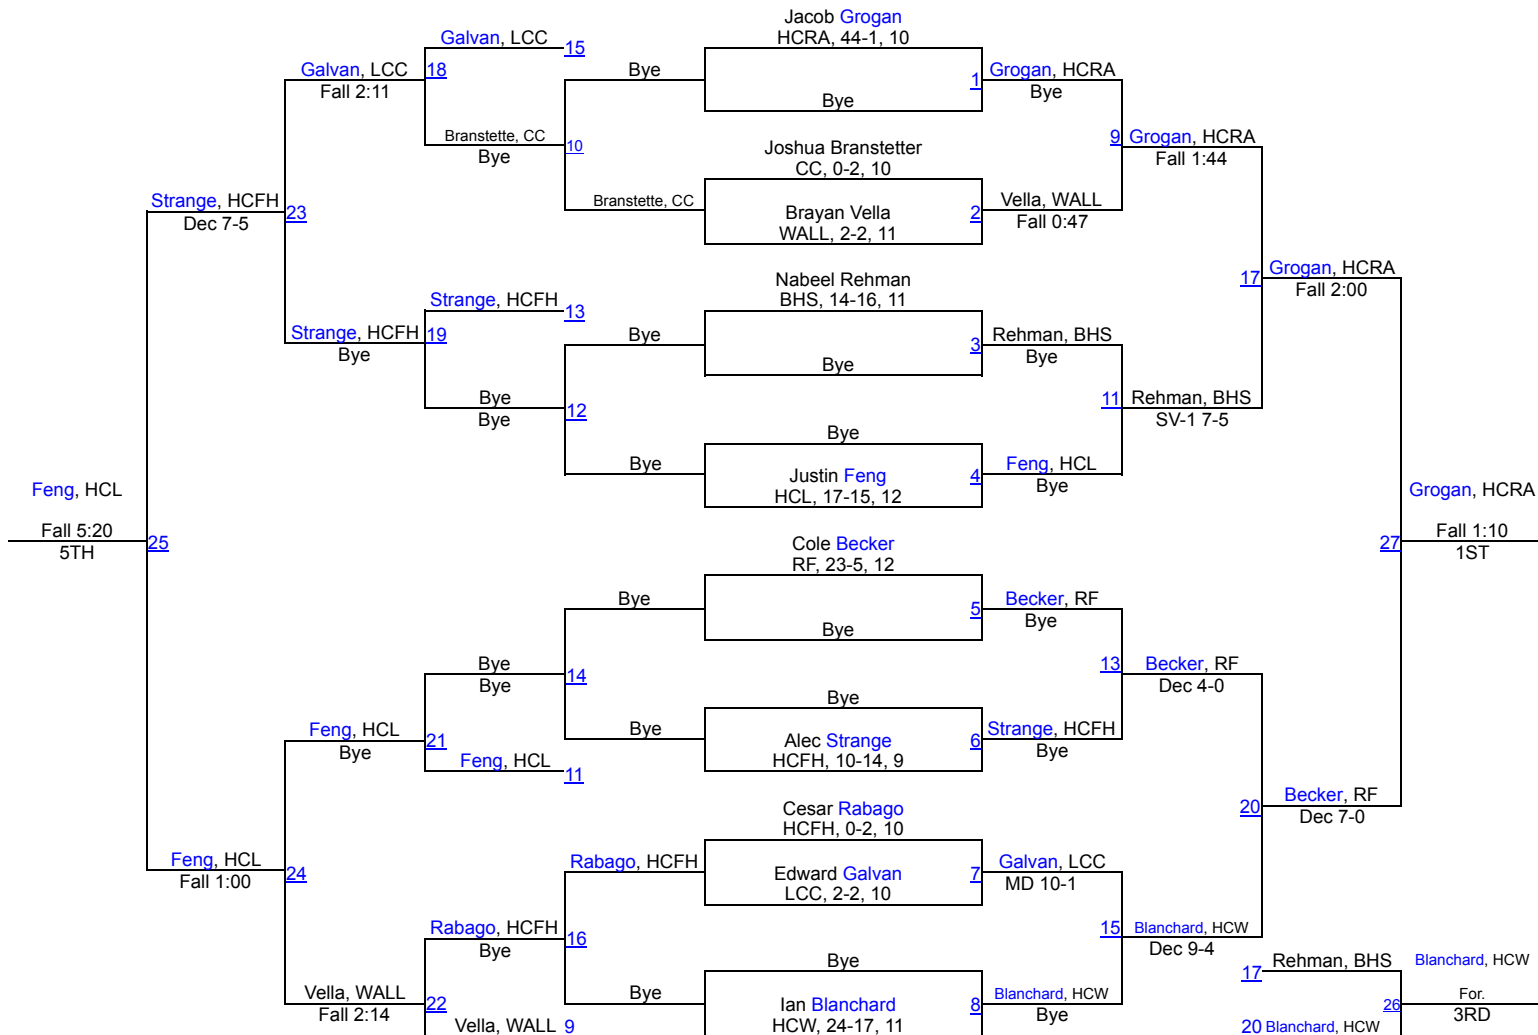 Jacob Grogan
HCRA, 44-1, 10
Galvan, LCC
15
Galvan, LCC
18
Bye
1
Grogan, HCRA
Fall 2:11
Bye
Bye
Branstette, CC
10
Bye
Joshua Branstetter
CC, 0-2, 10
9
Grogan, HCRA
Fall 1:44
Strange, HCFH
23
Dec 7-5
Branstette, CC
Brayan Vella
WALL, 2-2, 11
2
Vella, WALL
Fall 0:47
Nabeel Rehman
BHS, 14-16, 11
17
Grogan, HCRA
Fall 2:00
Strange, HCFH
13
Strange, HCFH
19
Bye
Bye
3
Rehman, BHS
Bye
Bye
Bye
Bye
12
11
Rehman, BHS
SV-1 7-5
Bye
Bye
Justin Feng
HCL, 17-15, 12
4
Feng, HCL
Bye
Feng, HCL
Fall 5:20
5TH
25
Grogan, HCRA
27
Fall 1:10
1ST
Cole Becker
RF, 23-5, 12
Bye
5
Becker, RF
Bye
Bye
Bye
Bye
14
13
Becker, RF
Dec 4-0
Bye
Feng, HCL
21
Bye
Bye
Alec Strange
HCFH, 10-14, 9
6
Strange, HCFH
Bye
Feng, HCL
11
20
Becker, RF
Dec 7-0
Cesar Rabago
HCFH, 0-2, 10
Feng, HCL
24
Fall 1:00
Rabago, HCFH
Edward Galvan
LCC, 2-2, 10
7
Galvan, LCC
MD 10-1
Rabago, HCFH
16
Bye
15
Blanchard, HCW
Dec 9-4
Bye
17
Rehman, BHS
Blanchard, HCW
Vella, WALL
22
Fall 2:14
Bye
Ian Blanchard
HCW, 24-17, 11
8
Blanchard, HCW
Bye
26
For.
3RD
Vella, WALL
9
20
Blanchard, HCW